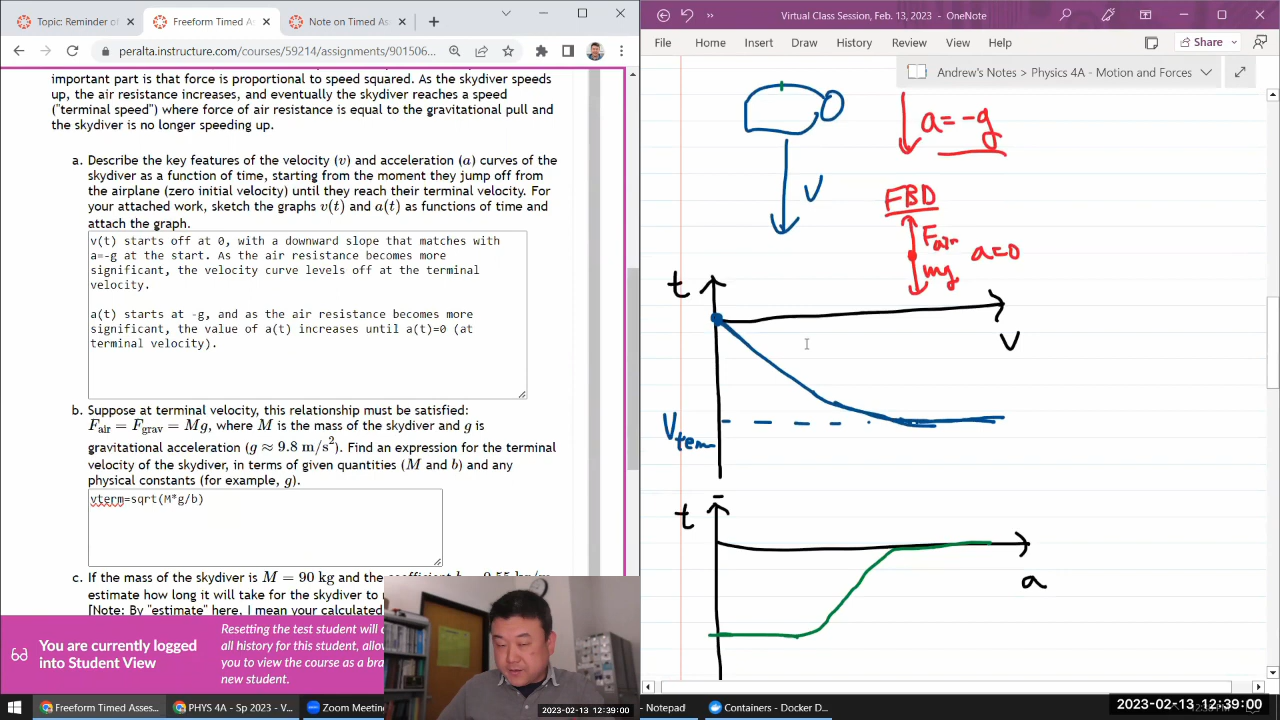 Topic: Reminder of
Freeform Timed Ass
Note on Timed Ass
peralta.instructure.com/courses/59214/assignments/901506...
important part is that force is proportional to speed squared. As the skydiver speeds
up, the air resistance increases, and eventually the skydiver reaches a speed
("terminal speed") where force of air resistance is equal to the gravitational pull and
the skydiver is no longer speeding up.
a. Describe the key features of the velocity (v) and acceleration (a) curves of the
skydiver as a function of time, starting from the moment they jump off from
the airplane (zero initial velocity) until they reach their terminal velocity. For
your attached work, sketch the graphs v(t) and a(t) as functions of time and
attach the graph.
v(t) starts off at 0, with a downward slope that matches with
a=-g at the start. As the air resistance becomes more
significant, the velocity curve levels off at the terminal
velocity.
a(t) starts at -g, and as the air resistance becomes more
significant, the value of a(t) increases until a(t)=0 (at
terminal velocity).
b. Suppose at terminal velocity, this relationship must be satisfied:
F_air = F_grav = Mg, where M is the mass of the skydiver and g is
gravitational acceleration (g ≈ 9.8 m/s²). Find an expression for the terminal
velocity of the skydiver, in terms of given quantities (M and b) and any
physical constants (for example, g).
vterm=sqrt(M*g/b)
c. If the mass of the skydiver is M = 90 kg and the
estimate how long it will take for the skydiver to
[Note: By "estimate" here, I mean your calculated
You are currently logged
into Student View
Resetting the test student will
all history for this student, allo
you to view the course as a bra
new student.
Freeform Timed Asses...
PHYS 4A - Sp 2023 - V...
Zoom Meeting
2023-02-13 12:39:00
Virtual Class Session, Feb. 13, 2023 - OneNote
File Home Insert Draw History Review View Help
Share
Andrew's Notes > Physics 4A - Motion and Forces
a=-g
V
FBD
Fair
a=0
mg
t
V
Vterm
t
a
- Notepad
Containers - Docker D...
2023-02-13 12:39:00